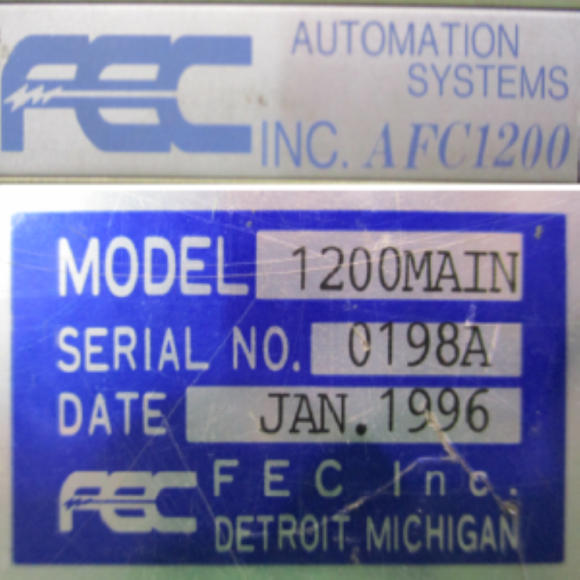 FEC AUTOMATION
SYSTEMS
INC. AFC1200
MODEL 1200MAIN
SERIAL NO. 0198A
DATE JAN.1996
FEC FEC Inc.
DETROIT MICHIGAN